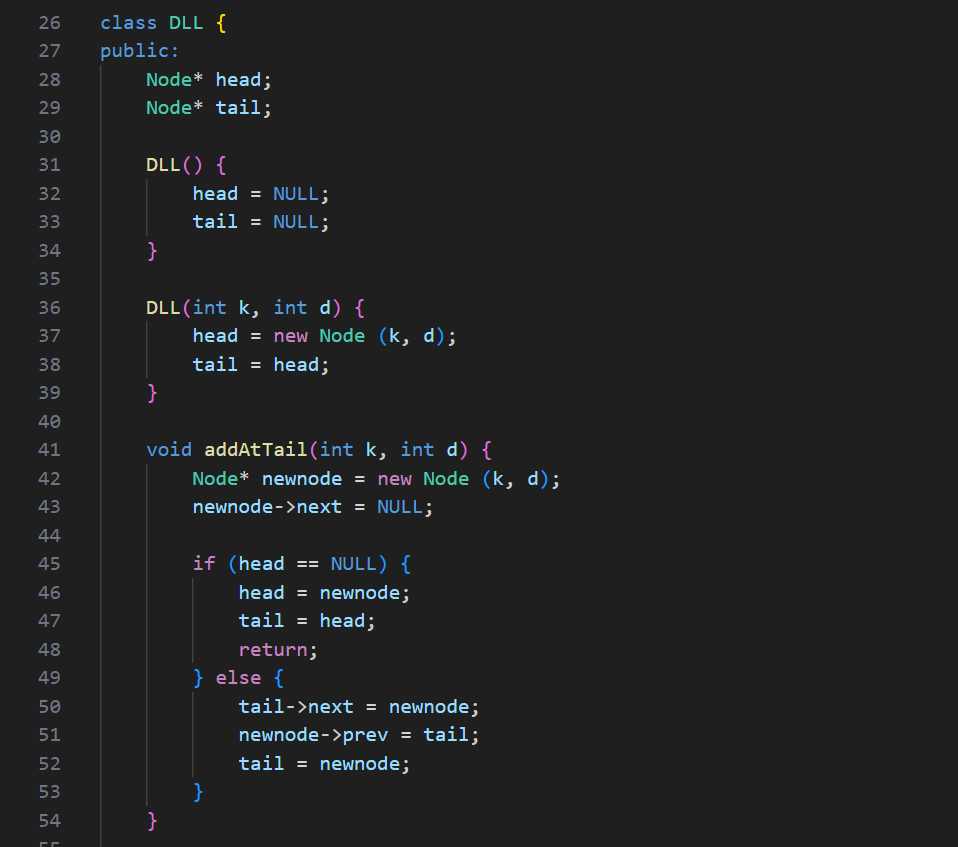 26 class DLL {
27 public:
28     Node* head;
29     Node* tail;
30
31     DLL() {
32         head = NULL;
33         tail = NULL;
34     }
35
36     DLL(int k, int d) {
37         head = new Node (k, d);
38         tail = head;
39     }
40
41     void addAtTail(int k, int d) {
42         Node* newnode = new Node (k, d);
43         newnode->next = NULL;
44
45         if (head == NULL) {
46             head = newnode;
47             tail = head;
48             return;
49         } else {
50             tail->next = newnode;
51             newnode->prev = tail;
52             tail = newnode;
53         }
54     }
55